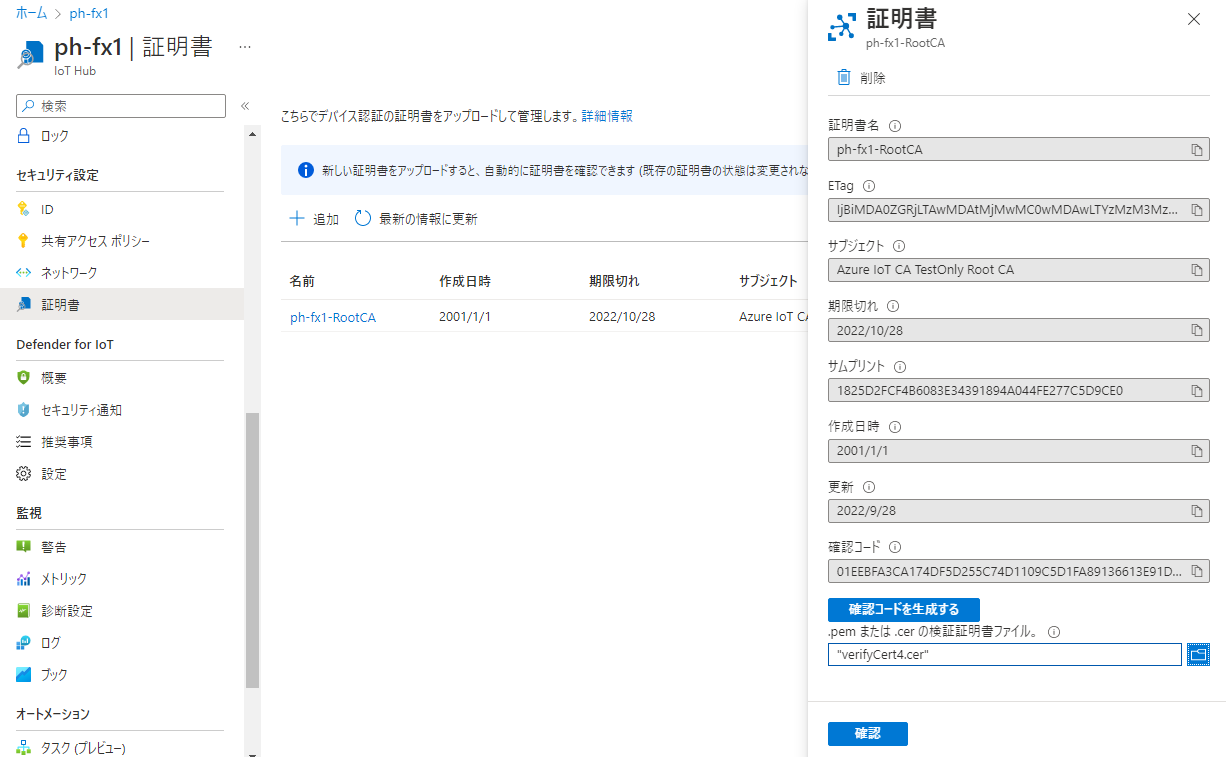 ホーム > ph-fx1
ph-fx1 | 証明書 ...
IoT Hub
検索
ロック
セキュリティ設定
ID
共有アクセス ポリシー
ネットワーク
証明書
Defender for IoT
概要
セキュリティ通知
推奨事項
設定
監視
警告
メトリック
診断設定
ログ
ブック
オートメーション
タスク (プレビュー)
こちらでデバイス認証の証明書をアップロードして管理します。詳細情報
新しい証明書をアップロードすると、自動的に証明書を確認できます (既存の証明書の状態は変更されな
追加 最新の情報に更新
名前 作成日時 期限切れ サブジェクト
ph-fx1-RootCA 2001/1/1 2022/10/28 Azure IoT CA
証明書
ph-fx1-RootCA
削除
証明書名
ph-fx1-RootCA
ETag
IjBiMDA0ZGRjLTAwMDAtMjMwMC0wMDAwLTYzMzM3Mz...
サブジェクト
Azure IoT CA TestOnly Root CA
期限切れ
2022/10/28
サムプリント
1825D2FCF4B6083E34391894A044FE277C5D9CE0
作成日時
2001/1/1
更新
2022/9/28
確認コード
01EEBFA3CA174DF5D255C74D1109C5D1FA89136613E91D...
確認コードを生成する
.pem または .cer の検証証明書ファイル。
"verifyCert4.cer"
確認